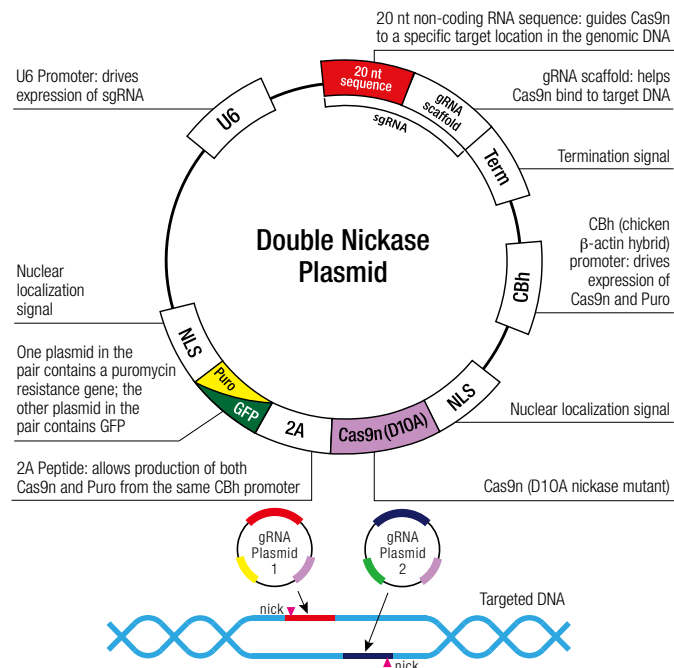 20 nt non-coding RNA sequence: guides Cas9n
to a specific target location in the genomic DNA
U6 Promoter: drives
expression of sgRNA
gRNA scaffold: helps
Cas9n bind to target DNA
U6
20 nt
sequence
gRNA
scaffold
sgRNA
Term
Termination signal
Double Nickase
Plasmid
CBh (chicken
β-actin hybrid)
promoter: drives
expression of
Cas9n and Puro
CBh
Nuclear
localization
signal
NLS
Puro
GFP
2A
Cas9n (D10A)
NLS
One plasmid in the
pair contains a puromycin
resistance gene; the
other plasmid in the
pair contains GFP
Nuclear localization signal
2A Peptide: allows production of both
Cas9n and Puro from the same CBh promoter
Cas9n (D10A nickase mutant)
gRNA
Plasmid
1
gRNA
Plasmid
2
Targeted DNA
nick
nick